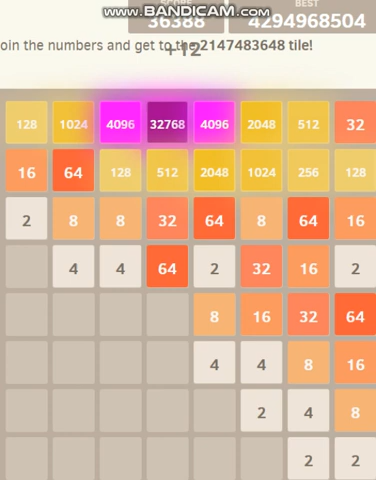 www.BANDICAM.com
SCORE BEST
36388 4294968504
+12
oin the numbers and get to the 2147483648 tile!
128 1024 4096 32768 4096 2048 512 32
16 64 128 512 2048 1024 256 128
2 8 8 32 64 8 64 16
4 4 64 2 32 16 2
8 16 32 64
4 4 8 16
2 4 8
2 2